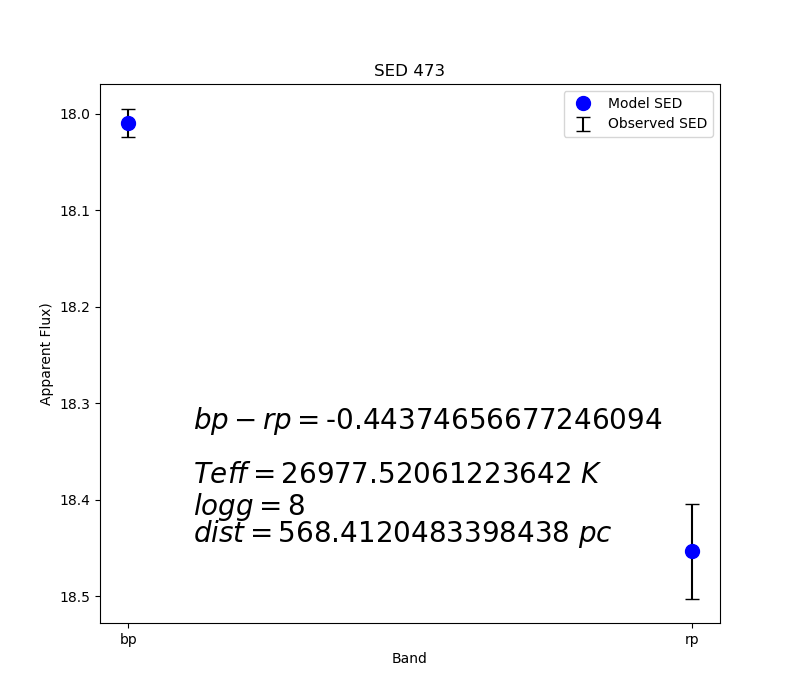 SED 473
Model SED
Observed SED
18.0
18.1
18.2
18.3
18.4
18.5
Apparent Flux)
bp − rp = -0.44374656677246094
Teff = 26977.52061223642 K
logg = 8
dist = 568.4120483398438 pc
bp
rp
Band